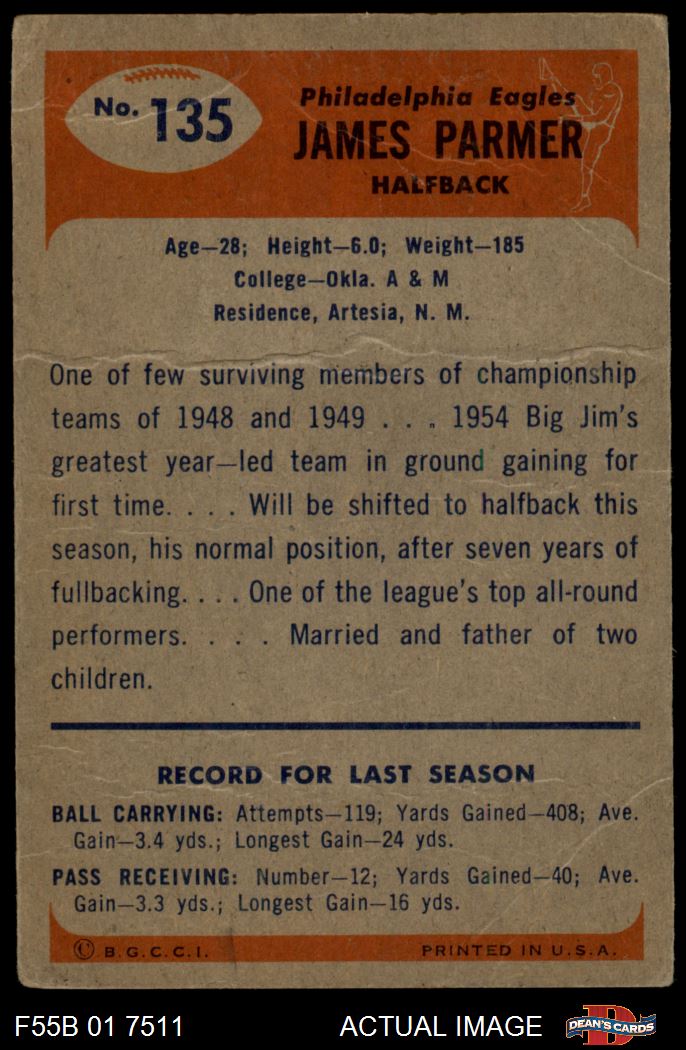 No. 135
Philadelphia Eagles
JAMES PARMER
HALFBACK
Age—28; Height—6.0; Weight—185
College—Okla. A & M
Residence, Artesia, N. M.
One of few surviving members of championship
teams of 1948 and 1949 . . . 1954 Big Jim's
greatest year—led team in ground gaining for
first time. . . . Will be shifted to halfback this
season, his normal position, after seven years of
fullbacking. . . . One of the league's top all-round
performers. . . . Married and father of two
children.
RECORD FOR LAST SEASON
BALL CARRYING: Attempts—119; Yards Gained—408; Ave.
Gain—3.4 yds.; Longest Gain—24 yds.
PASS RECEIVING: Number—12; Yards Gained—40; Ave.
Gain—3.3 yds.; Longest Gain—16 yds.
© B.G.C.C.I. PRINTED IN U.S.A.
F55B 01 7511 ACTUAL IMAGE DEAN'S CARDS